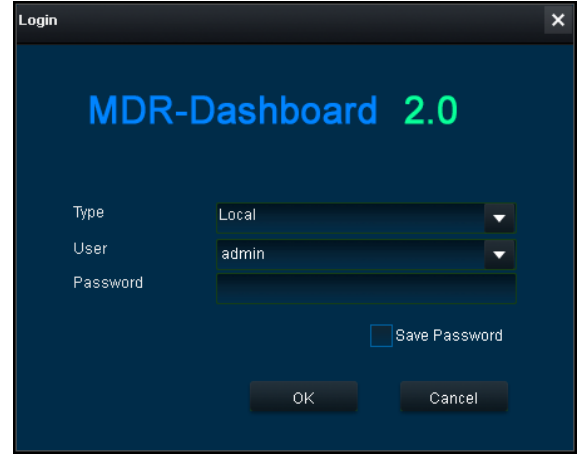 Login
MDR-Dashboard 2.0
Type Local
User admin
Password
Save Password
OK Cancel